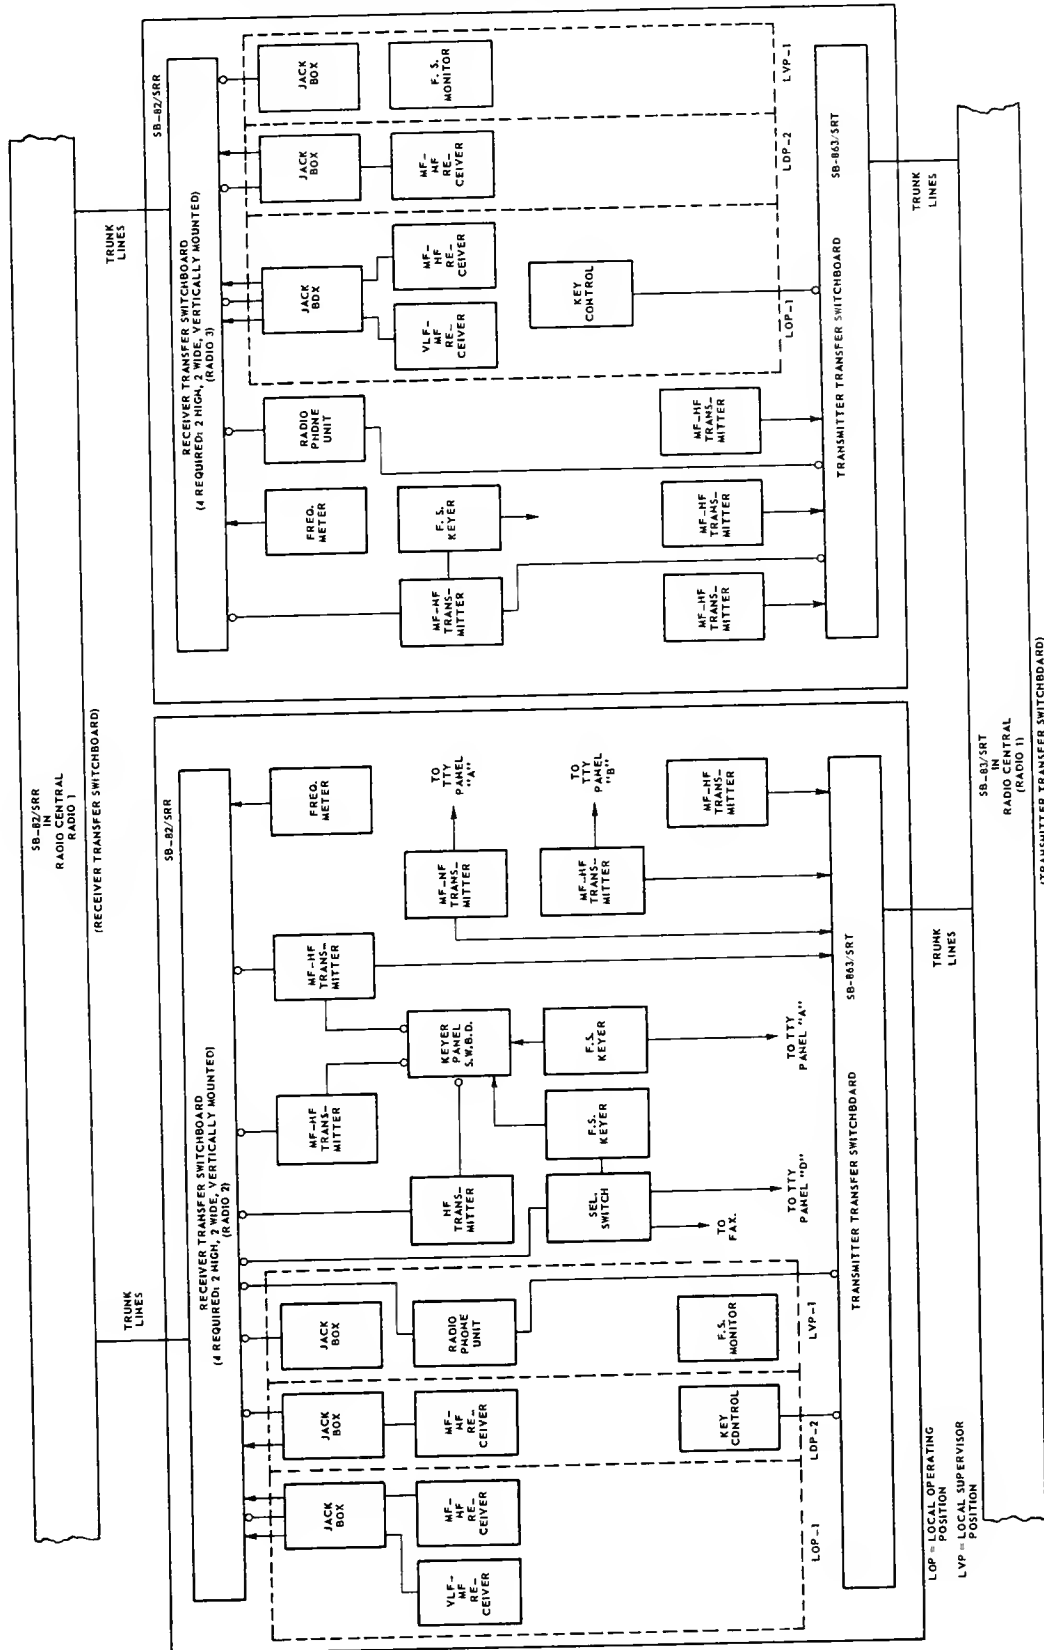 SB-82/SRR
IN
RADIO CENTRAL
RADIO 1
(RECEIVER TRANSFER SWITCHBOARD)
TRUNK
LINES
TRUNK
LINES
SB-82/SRR
RECEIVER TRANSFER SWITCHBOARD
(4 REQUIRED: 2 HIGH, 2 WIDE, VERTICALLY MOUNTED)
(RADIO 2)
JACK
BOX
VLF-
MF
RE-
CEIVER
MF-
HF
RE-
CEIVER
LOP-1
JACK
BOX
MF-
HF
RE-
CEIVER
KEY
CONTROL
LDP-2
JACK
BOX
RADIO
PHONE
UNIT
F.S.
MONITOR
LVP-1
HF
TRANS-
MITTER
SEL.
SWITCH
TO
FAX.
TO TTY
PANEL "D"
MF-HF
TRANS-
MITTER
F.S.
KEYER
KEYER
PANEL
S.W.B.D.
F.S.
KEYER
TO TTY
PANEL "A"
MF-HF
TRANS-
MITTER
MF-NF
TRANS-
MITTER
TO
TTY
PANEL
"A"
MF-HF
TRANS-
MITTER
TO
TTY
PANEL
"B"
FREQ.
METER
MF-HF
TRANS-
MITTER
TRANSMITTER TRANSFER SWITCHBDARD
SB-863/SRT
SB-82/SRR
RECEIVER TRANSFER SWITCHBOARD
(4 REQUIRED: 2 HIGH, 2 WIDE, VERTICALLY MOUNTED)
(RADIO 3)
MF-HF
TRANS-
MITTER
FREQ.
METER
F. S.
KEYER
RADIO
PHONE
UNIT
MF-HF
TRANS-
MITTER
MF-HF
TRANS-
MITTER
MF-HF
TRANS-
MITTER
JACK
BDX
VLF-
MF
RE-
CEIVER
MF-
HF
RE-
CEIVER
KEY
CONTROL
LOP-1
JACK
BOX
MF-
MF
RE-
CEIVER
LDP-2
JACK
BOX
F. S.
MONITOR
LVP-1
TRANSMITTER TRANSFER SWITCHBOARD
SB-863/SRT
TRUNK
LINES
TRUNK
LINES
LOP = LOCAL OPERATING
POSITION
LVP = LOCAL SUPERVISOR
POSITION
SB-83/SRT
IN
RADIO CENTRAL
(RADIO 1)
(TRANSMITTER TRANSFER SWITCHBOARD)